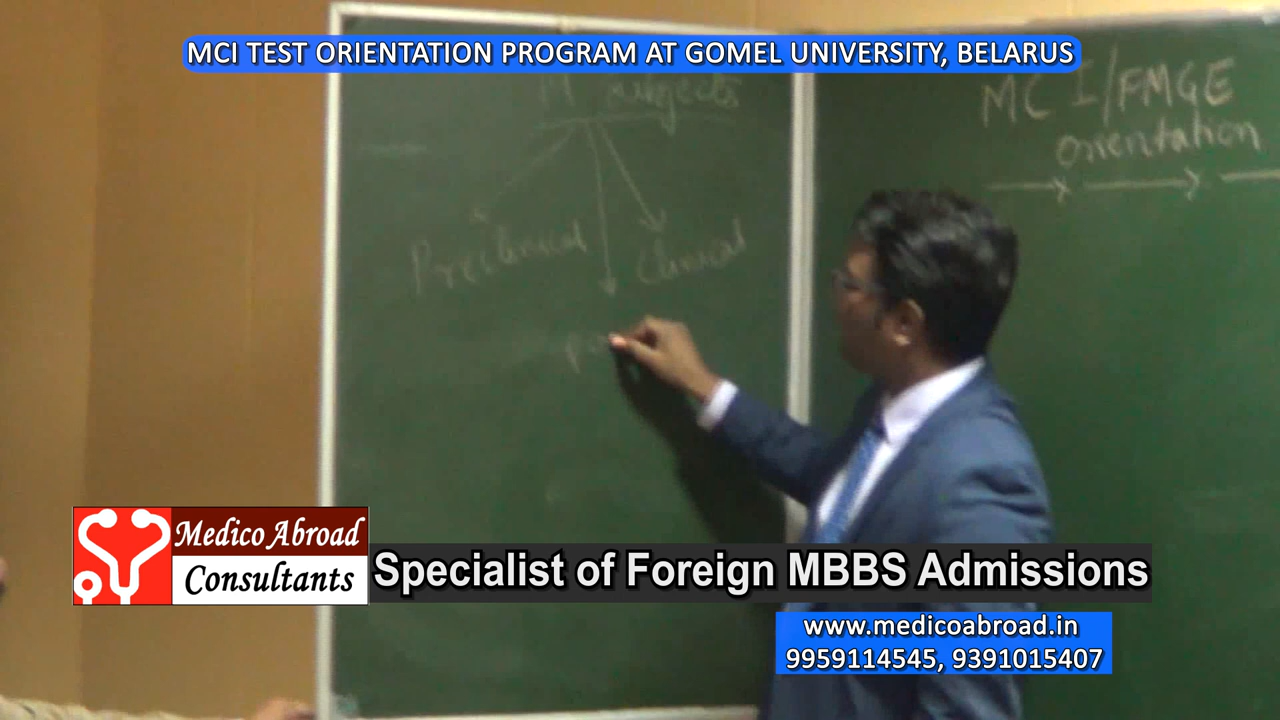 MCI TEST ORIENTATION PROGRAM AT GOMEL UNIVERSITY, BELARUS
subjects
MCI/FMGE
orientation
Preclinical
Clinical
Medico Abroad
Consultants
Specialist of Foreign MBBS Admissions
www.medicoabroad.in
9959114545, 9391015407